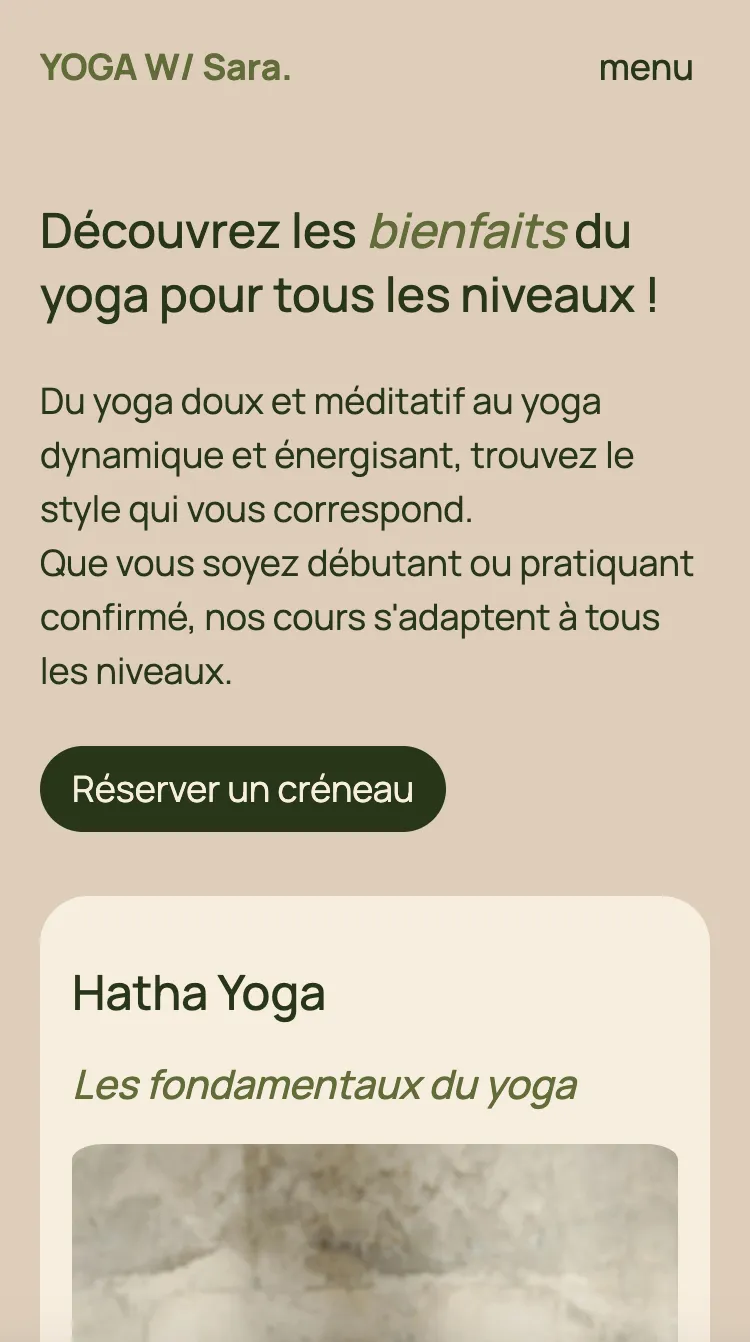 YOGA W/ Sara.
menu
Découvrez les bienfaits du
yoga pour tous les niveaux !
Du yoga doux et méditatif au yoga
dynamique et énergisant, trouvez le
style qui vous correspond.
Que vous soyez débutant ou pratiquant
confirmé, nos cours s'adaptent à tous
les niveaux.
Réserver un créneau
Hatha Yoga
Les fondamentaux du yoga